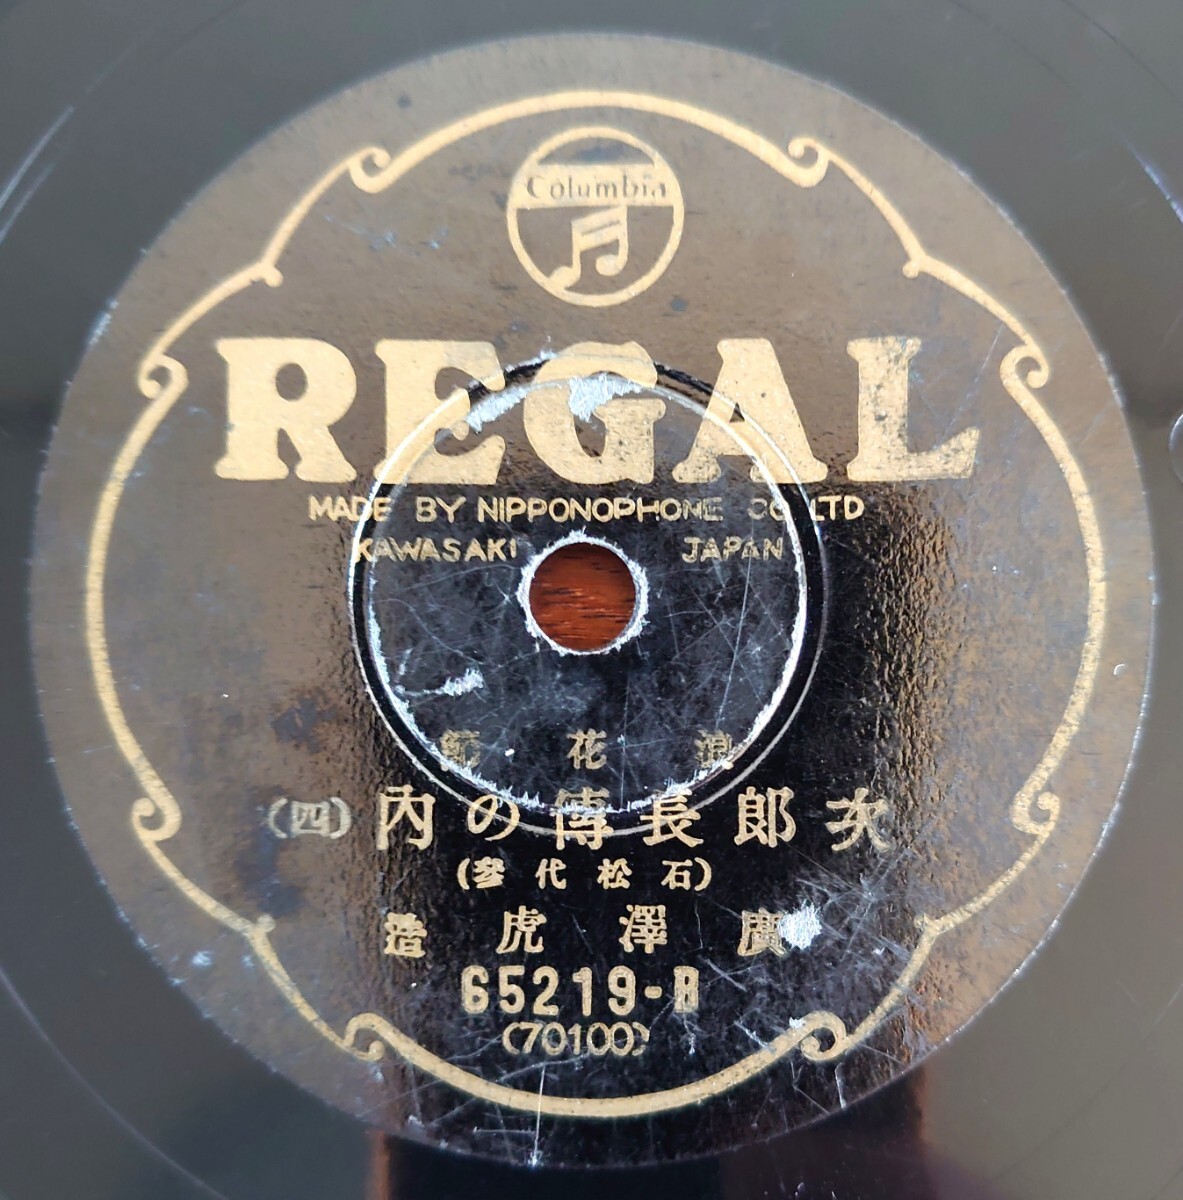 Columbia
REGAL
MADE BY NIPPONOPHONE CO LTD
KAWASAKI JAPAN
浪花節
次郎長傳の内(四)
(石松代參)
廣澤虎造
65219-B
(70100)